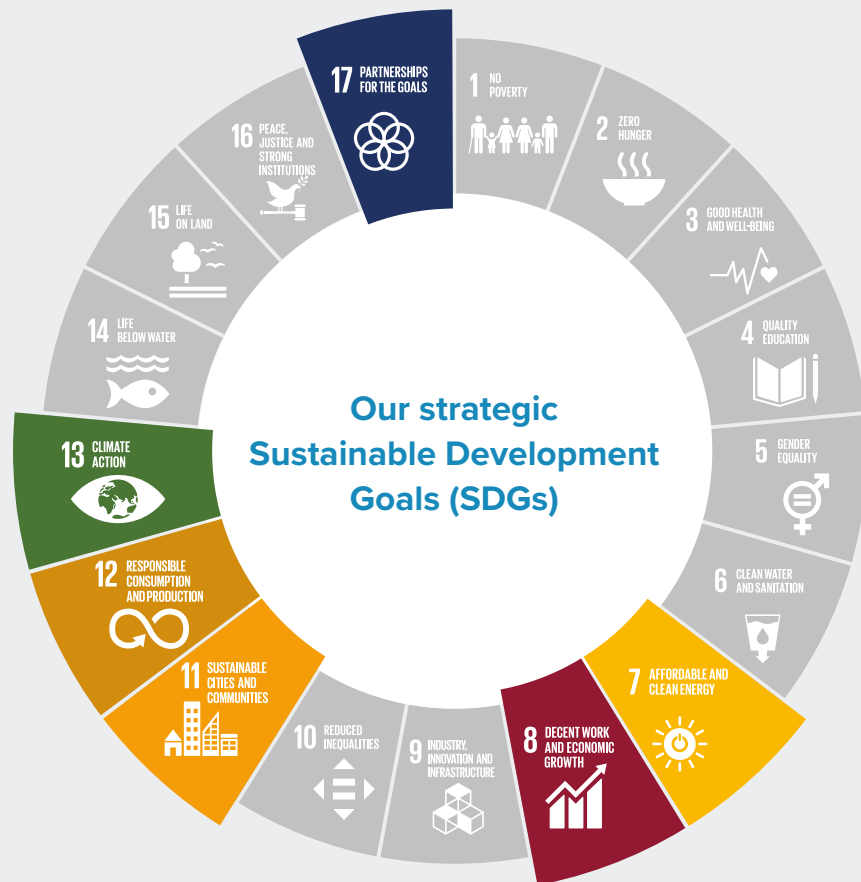 Our strategic
Sustainable Development
Goals (SDGs)
1 NO
POVERTY
2 ZERO
HUNGER
3 GOOD HEALTH
AND WELL-BEING
4 QUALITY
EDUCATION
5 GENDER
EQUALITY
6 CLEAN WATER
AND SANITATION
7 AFFORDABLE AND
CLEAN ENERGY
8 DECENT WORK
AND ECONOMIC
GROWTH
9 INDUSTRY,
INNOVATION AND
INFRASTRUCTURE
10 REDUCED
INEQUALITIES
11 SUSTAINABLE
CITIES AND
COMMUNITIES
12 RESPONSIBLE
CONSUMPTION
AND PRODUCTION
13 CLIMATE
ACTION
14 LIFE
BELOW WATER
15 LIFE
ON LAND
16 PEACE,
JUSTICE AND
STRONG
INSTITUTIONS
17 PARTNERSHIPS
FOR THE GOALS